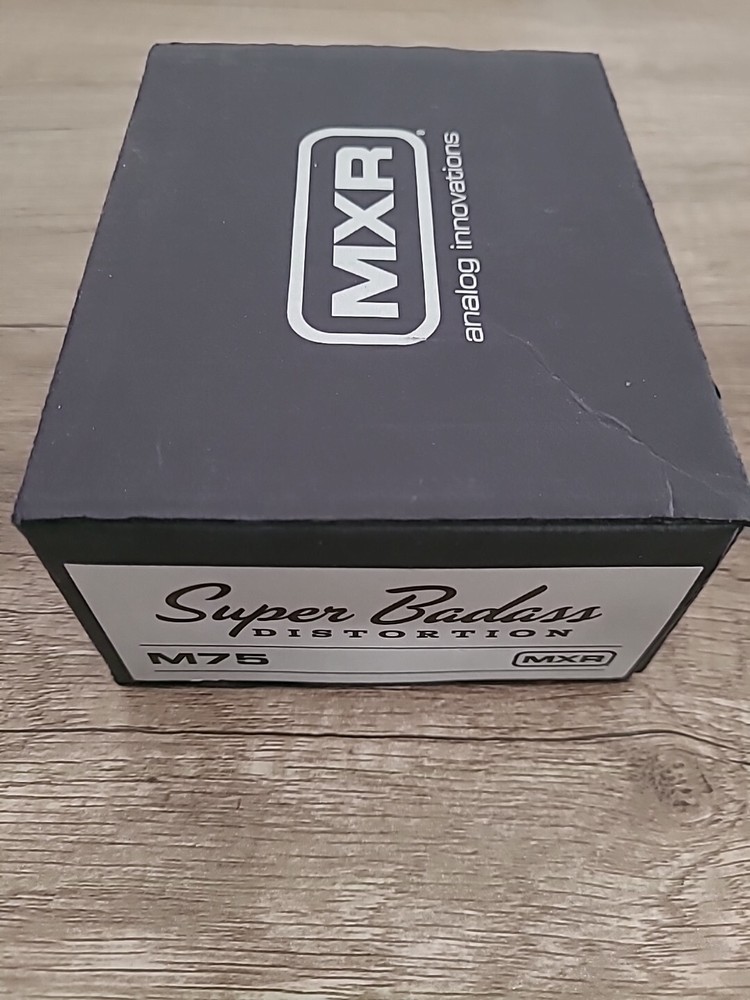 MXR
analog innovations
Super Badass
DISTORTION
M75
MXR